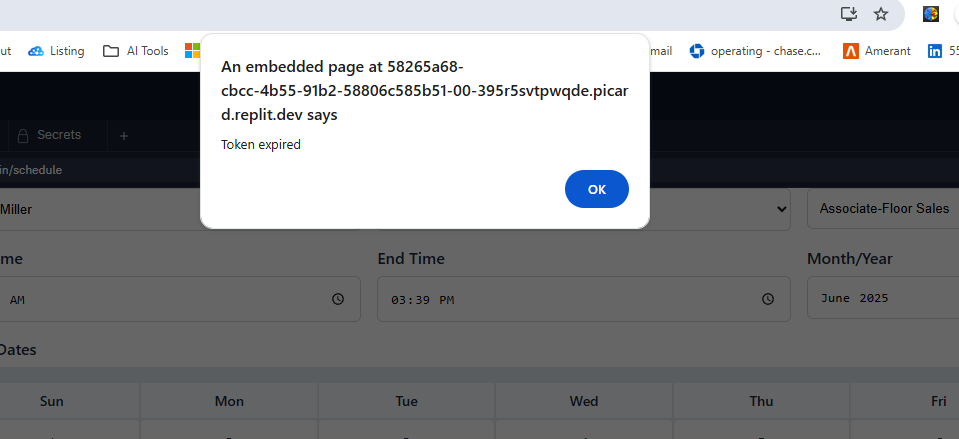 ut Listing AI Tools mail operating - chase.c... Amerant 55
An embedded page at 58265a68-
cbcc-4b55-91b2-58806c585b51-00-395r5svtpwqde.picar
d.replit.dev says
Token expired
OK
Secrets +
in/schedule
Miller Associate-Floor Sales
me End Time Month/Year
AM 03:39 PM June 2025
Dates
Sun Mon Tue Wed Thu Fri